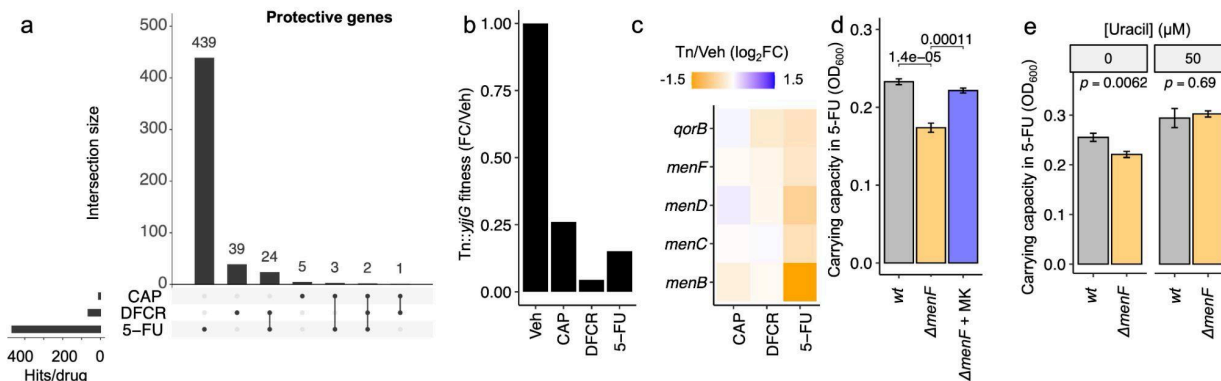 a
Protective genes
Intersection size
500
400
300
200
100
0
439
39
24
5
3
2
1
CAP
DFCR
5-FU
400 200 0
Hits/drug
b
Tn::yjjG fitness (FC/Veh)
1.00
0.75
0.50
0.25
0.00
Veh
CAP
DFCR
5-FU
c
Tn/Veh (log2FC)
-1.5 1.5
qorB
menF
menD
menC
menB
CAP
DFCR
5-FU
d
Carrying capacity in 5-FU (OD600)
0.00011
1.4e−05
0.2
0.1
0.0
wt
ΔmenF
ΔmenF + MK
e
[Uracil] (µM)
0 50
p = 0.0062 p = 0.69
Carrying capacity in 5-FU (OD600)
0.3
0.2
0.1
0.0
wt
ΔmenF
wt
ΔmenF